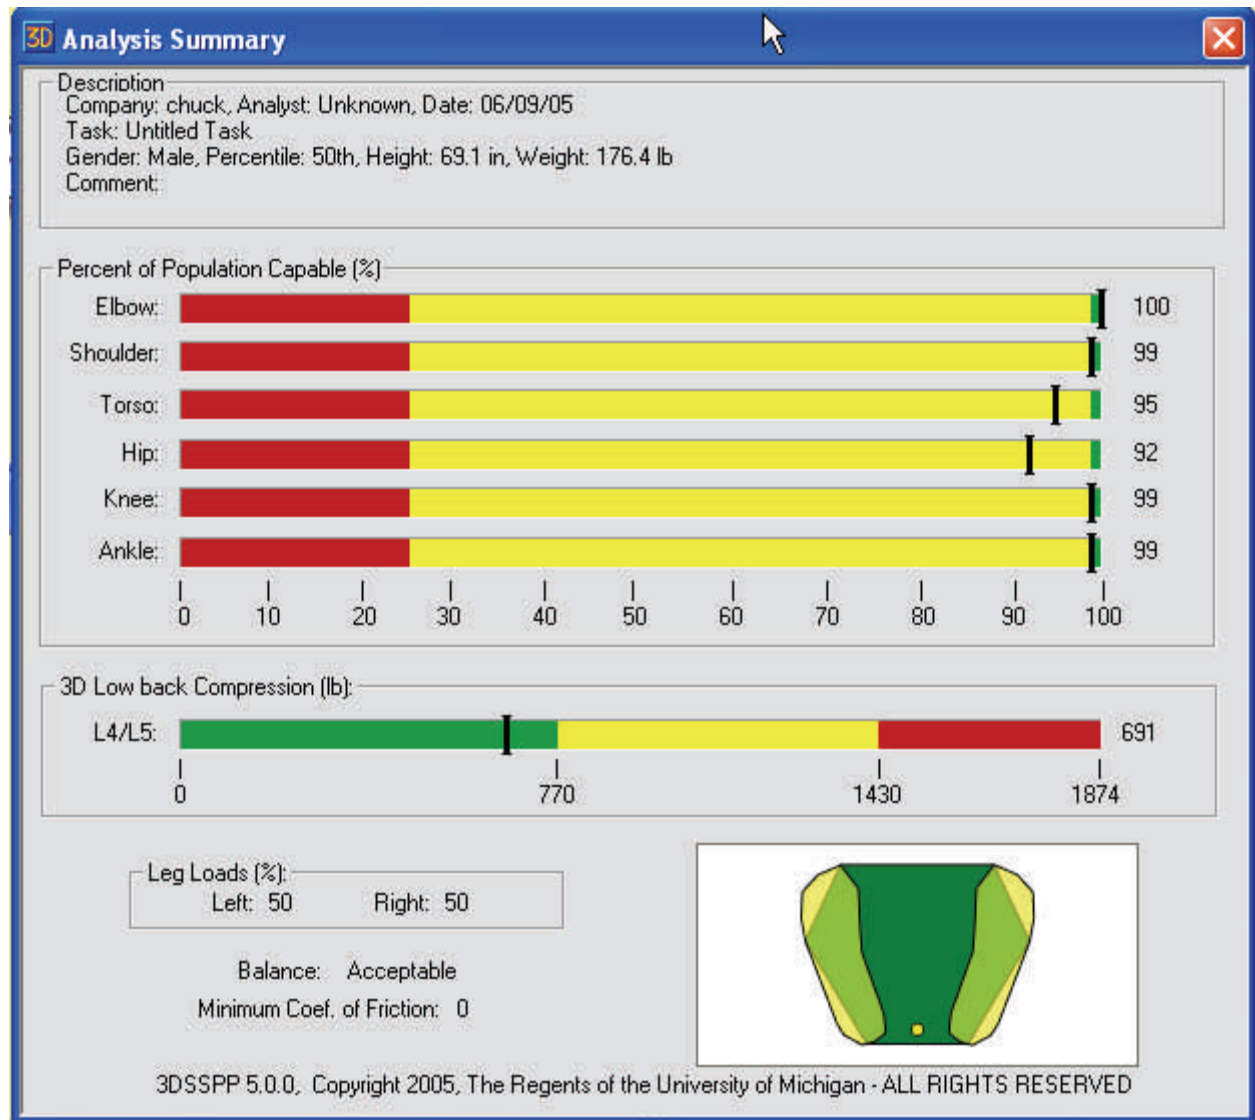 3D Analysis Summary
Description
Company: chuck, Analyst: Unknown, Date: 06/09/05
Task: Untitled Task
Gender: Male, Percentile: 50th, Height: 69.1 in, Weight: 176.4 lb
Comment:
Percent of Population Capable (%)
Elbow: 100
Shoulder: 99
Torso: 95
Hip: 92
Knee: 99
Ankle: 99
0 10 20 30 40 50 60 70 80 90 100
3D Low back Compression (lb):
L4/L5: 691
0 770 1430 1874
Leg Loads (%):
Left: 50 Right: 50
Balance: Acceptable
Minimum Coef. of Friction: 0
3DSSPP 5.0.0, Copyright 2005, The Regents of the University of Michigan - ALL RIGHTS RESERVED